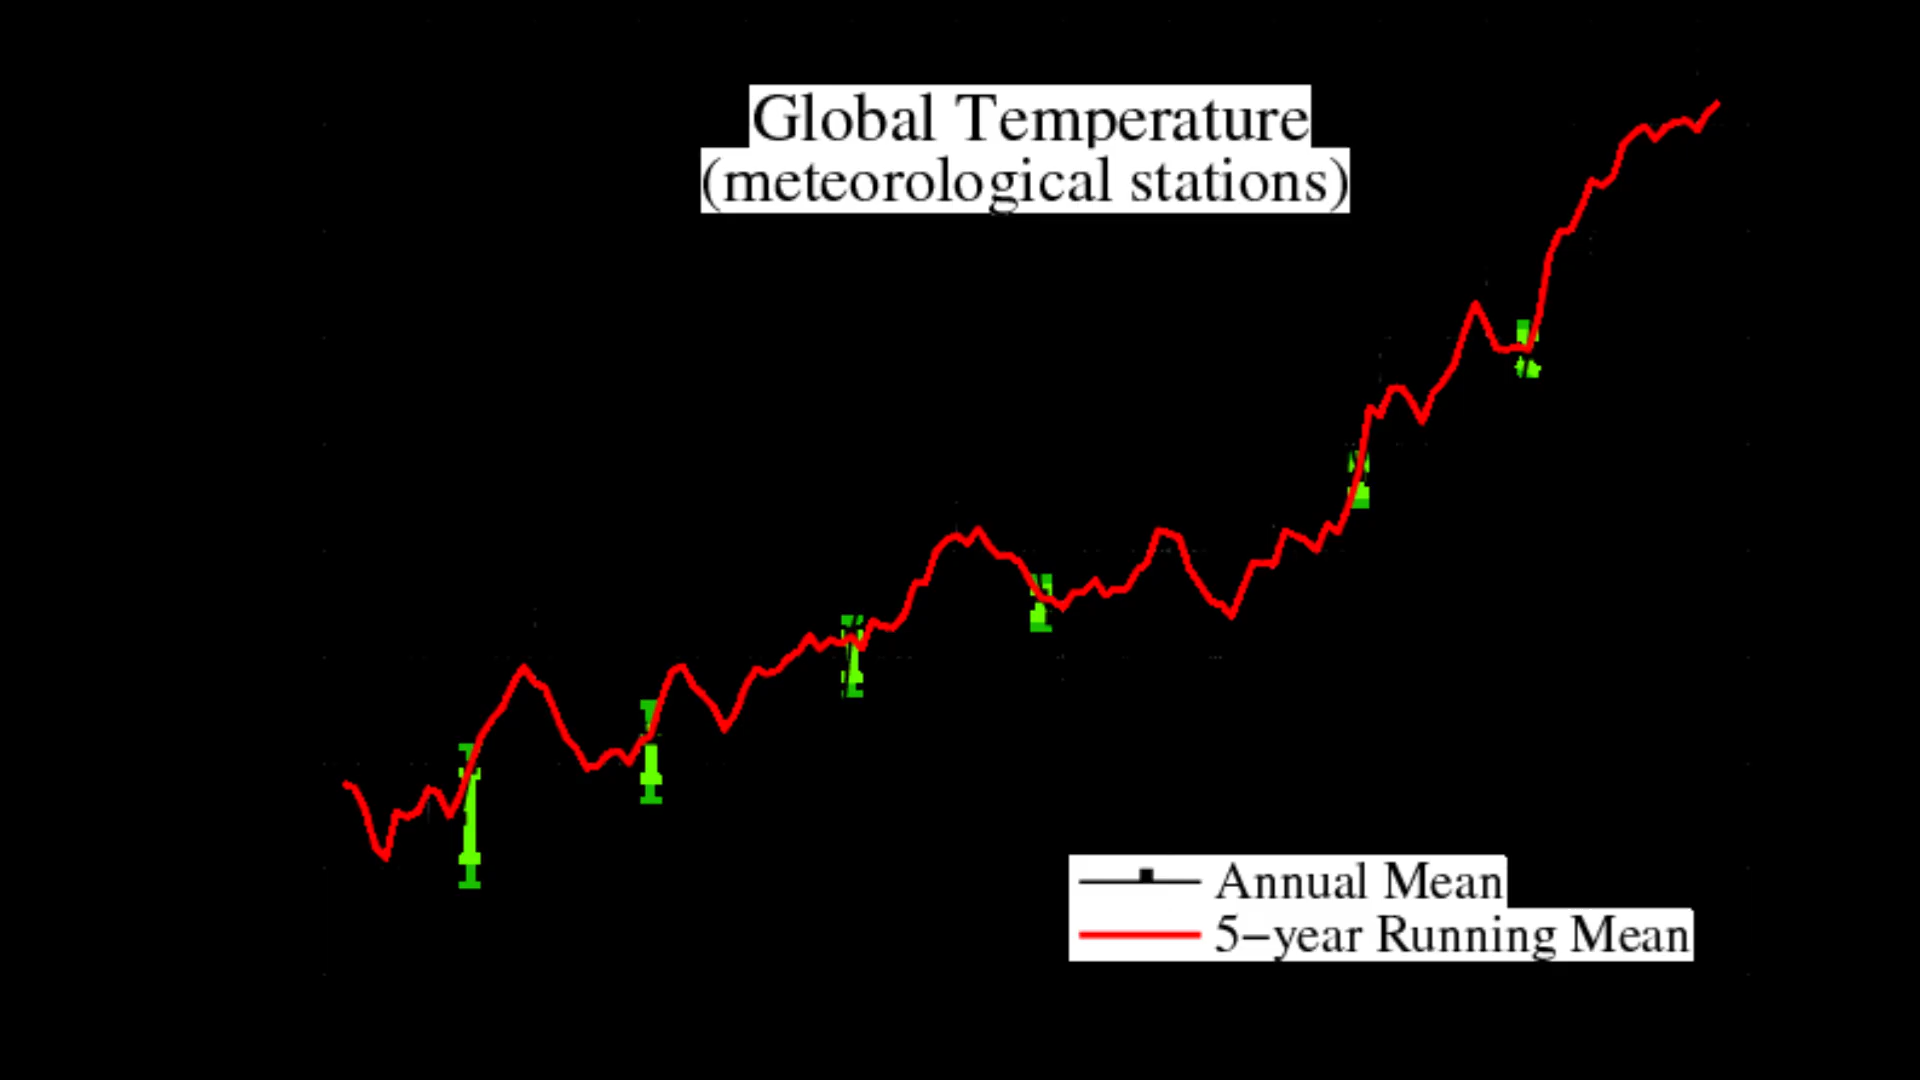 Global Temperature
(meteorological stations)
Annual Mean
5−year Running Mean